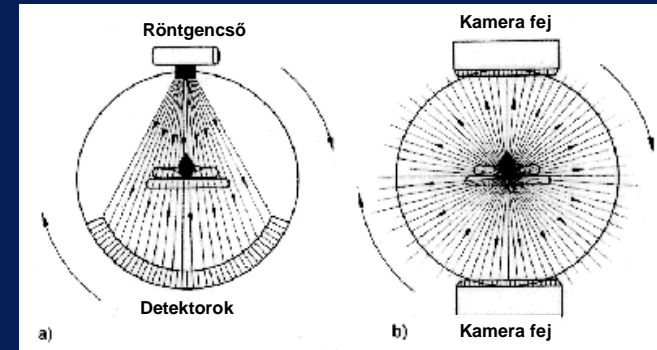 Röntgencső
Kamera fej
Detektorok
a)
b)
Kamera fej